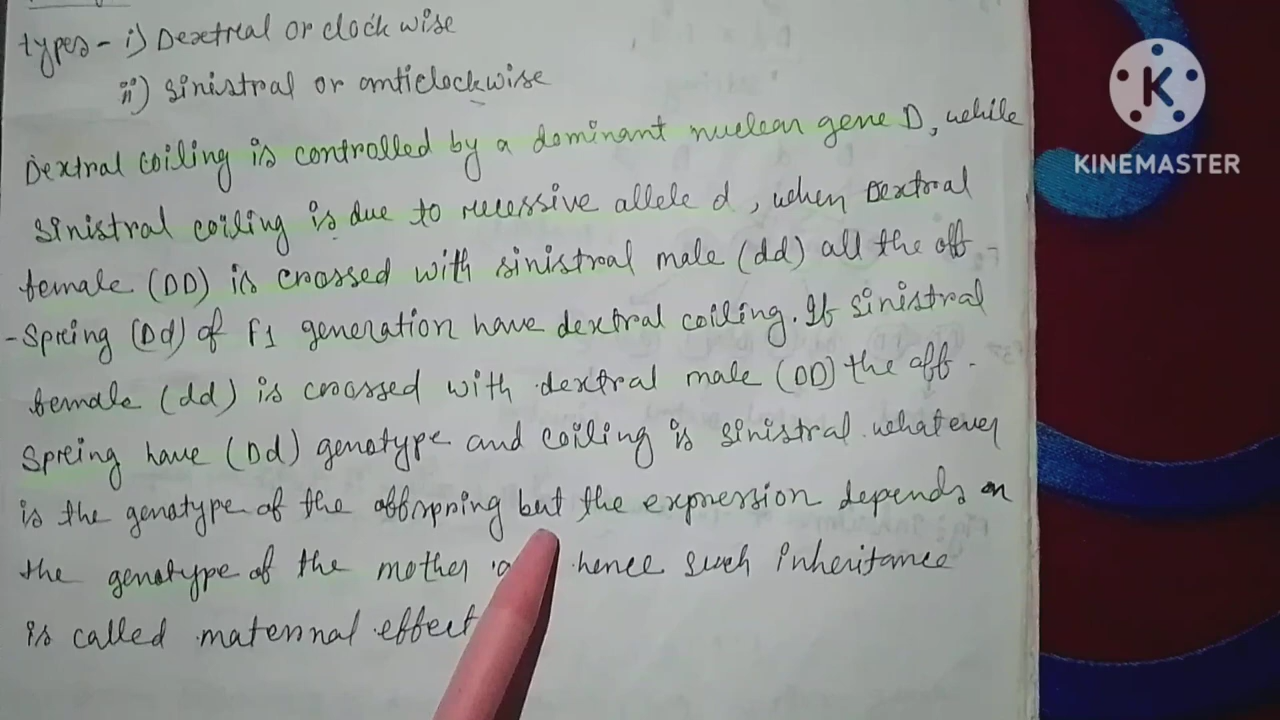 types - i) Dextral or clockwise
ii) sinistral or anticlockwise
Dextral coiling is controlled by a dominant nuclear gene D, while
sinistral coiling is due to recessive allele d, when Dextral
female (DD) is crossed with sinistral male (dd) all the off -
- spring (Dd) of F1 generation have dextral coiling. If sinistral
female (dd) is crossed with dextral male (DD) the off -
spring have (Dd) genotype and coiling is sinistral whatever
is the genotype of the offspring but the expression depends on
the genotype of the mother hence such inheritance
is called maternal effect
K
KINEMASTER